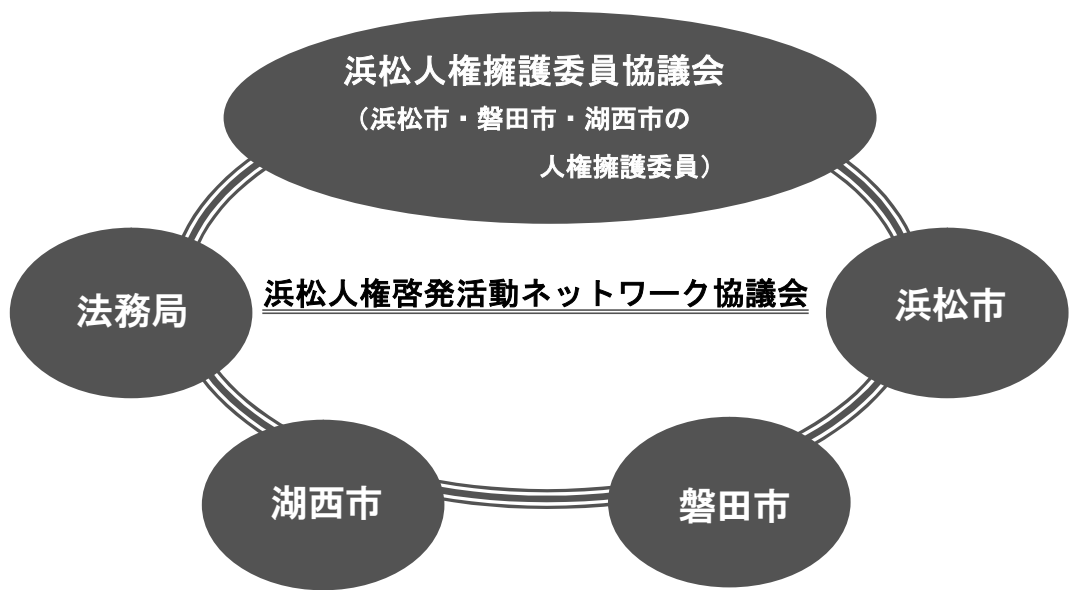 浜松人権擁護委員協議会
（浜松市・磐田市・湖西市の
人権擁護委員）
法務局
浜松人権啓発活動ネットワーク協議会
浜松市
湖西市
磐田市